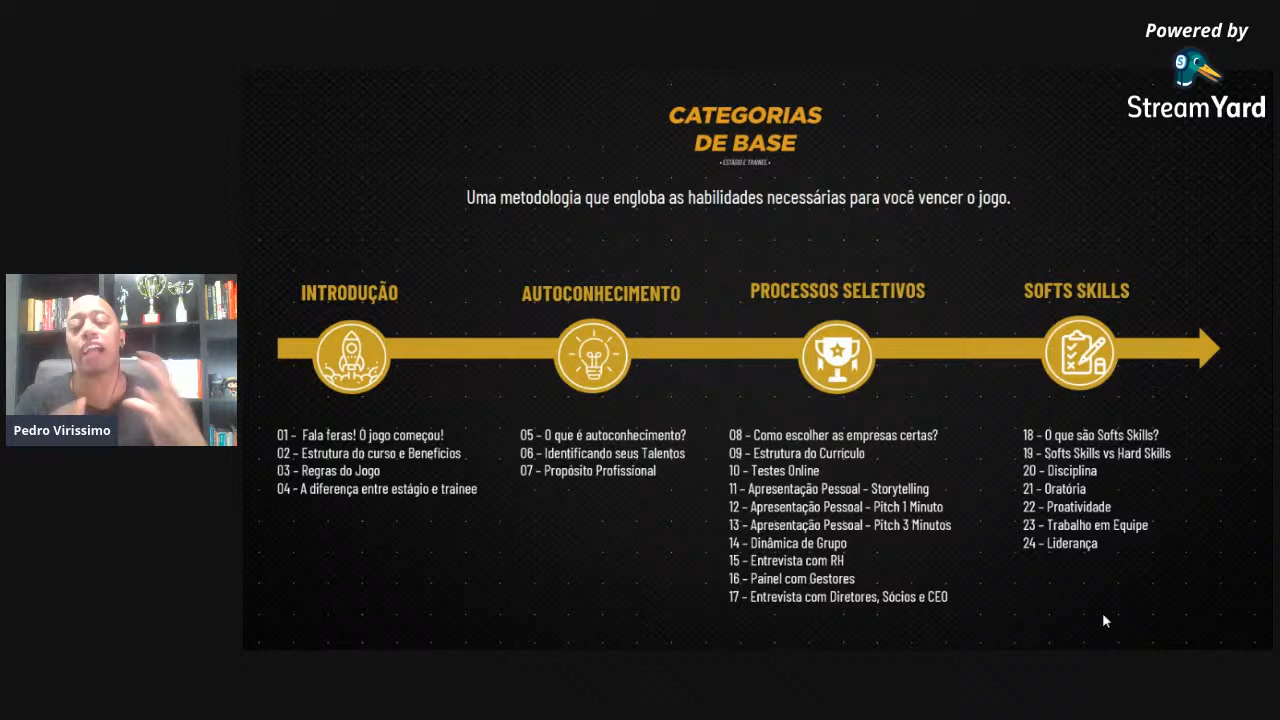 Powered by
StreamYard
CATEGORIAS
DE BASE
• ESTÁGIO E TRAINEE •
Uma metodologia que engloba as habilidades necessárias para você vencer o jogo.
INTRODUÇÃO
01 – Fala feras! O jogo começou!
02 – Estrutura do curso e Benefícios
03 – Regras do Jogo
04 – A diferença entre estágio e trainee
AUTOCONHECIMENTO
05 – O que é autoconhecimento?
06 – Identificando seus Talentos
07 – Propósito Profissional
PROCESSOS SELETIVOS
08 – Como escolher as empresas certas?
09 – Estrutura do Currículo
10 – Testes Online
11 – Apresentação Pessoal – Storytelling
12 – Apresentação Pessoal – Pitch 1 Minuto
13 – Apresentação Pessoal – Pitch 3 Minutos
14 – Dinâmica de Grupo
15 – Entrevista com RH
16 – Painel com Gestores
17 – Entrevista com Diretores, Sócios e CEO
SOFTS SKILLS
18 – O que são Softs Skills?
19 – Softs Skills vs Hard Skills
20 – Disciplina
21 – Oratória
22 – Proatividade
23 – Trabalho em Equipe
24 – Liderança
Pedro Virissimo